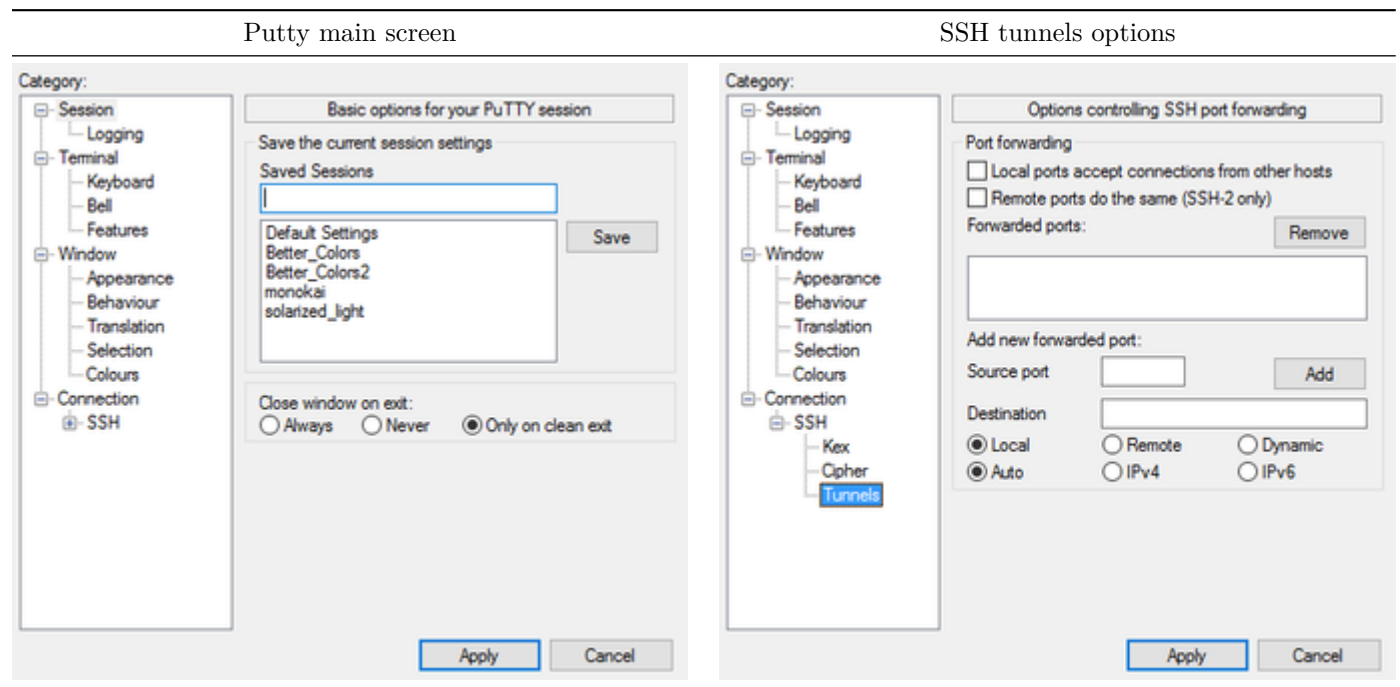 Putty main screen
SSH tunnels options
Category:
Session
Logging
Terminal
Keyboard
Bell
Features
Window
Appearance
Behaviour
Translation
Selection
Colours
Connection
SSH
Basic options for your PuTTY session
Save the current session settings
Saved Sessions
Default Settings
Better_Colors
Better_Colors2
monokai
solarized_light
Save
Close window on exit:
Always Never Only on clean exit
Apply Cancel
Category:
Session
Logging
Terminal
Keyboard
Bell
Features
Window
Appearance
Behaviour
Translation
Selection
Colours
Connection
SSH
Kex
Cipher
Tunnels
Options controlling SSH port forwarding
Port forwarding
Local ports accept connections from other hosts
Remote ports do the same (SSH-2 only)
Forwarded ports:
Remove
Add new forwarded port:
Source port Add
Destination
Local Remote Dynamic
Auto IPv4 IPv6
Apply Cancel